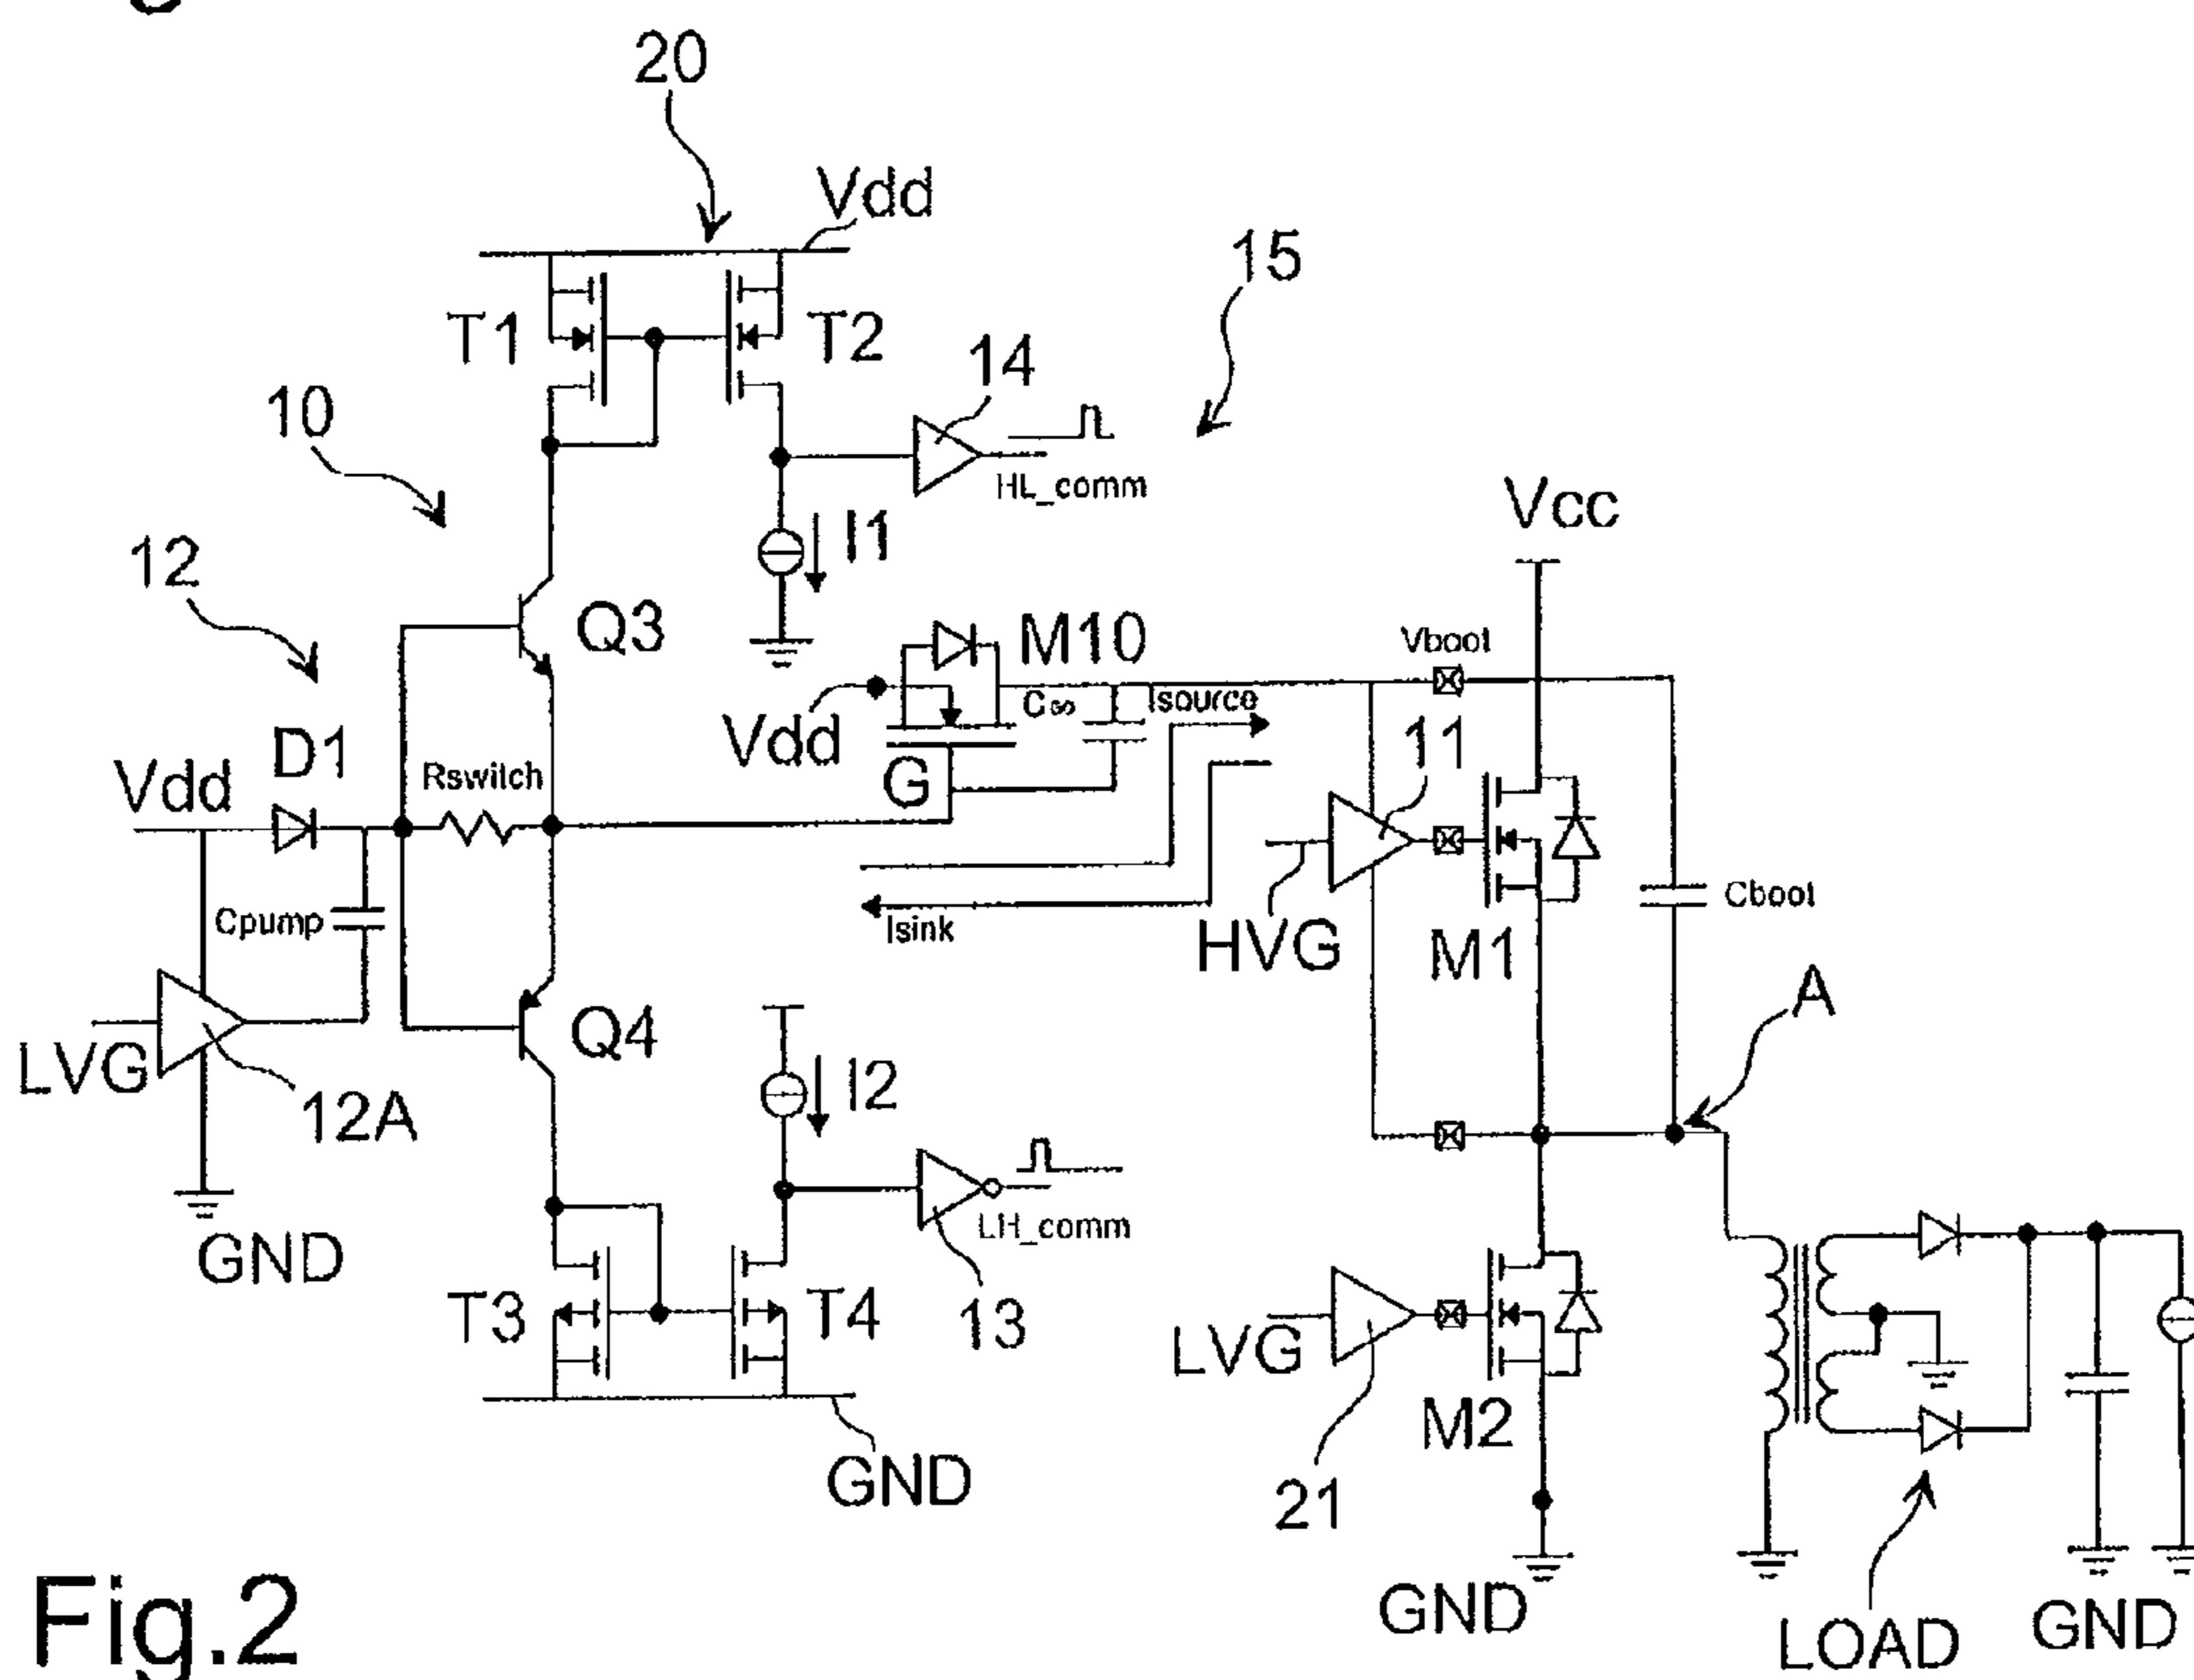 20
Vdd
15
T1
T2
14
10
HL_comm
I1
Vcc
12
Q3
M10
Vboot
Isource
Vdd
D1
11
G
Vdd
Rswitch
Cpump
Isink
HVG
M1
Cboot
A
LVG
Q4
12A
I2
LH_comm
GND
T3
T4
13
LVG
M2
GND
21
GND
LOAD
GND
Fig.2